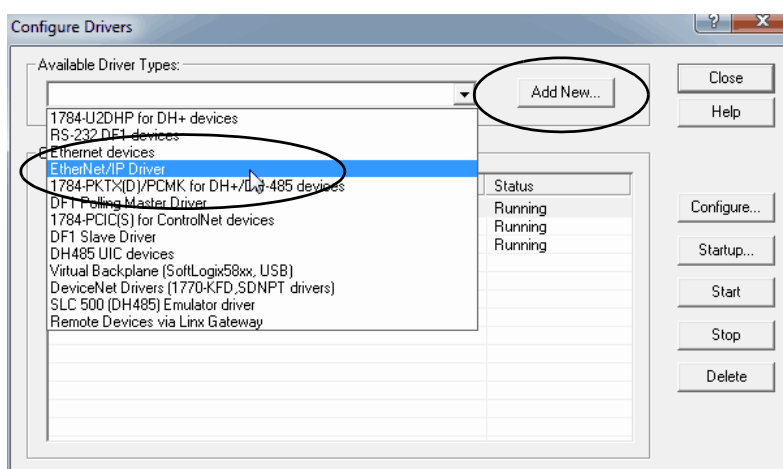 Configure Drivers
Available Driver Types:
Add New...
Close
Help
1784-U2DHP for DH+ devices
RS-232 DF1 devices
Ethernet devices
EtherNet/IP Driver
1784-PKTX(D)/PCMK for DH+/DH-485 devices
DF1 Polling Master Driver
1784-PCIC(S) for ControlNet devices
DF1 Slave Driver
DH485 UIC devices
Virtual Backplane (SoftLogix58xx, USB)
DeviceNet Drivers (1770-KFD,SDNPT drivers)
SLC 500 (DH485) Emulator driver
Remote Devices via Linx Gateway
Status
Running
Running
Running
Configure...
Startup...
Start
Stop
Delete